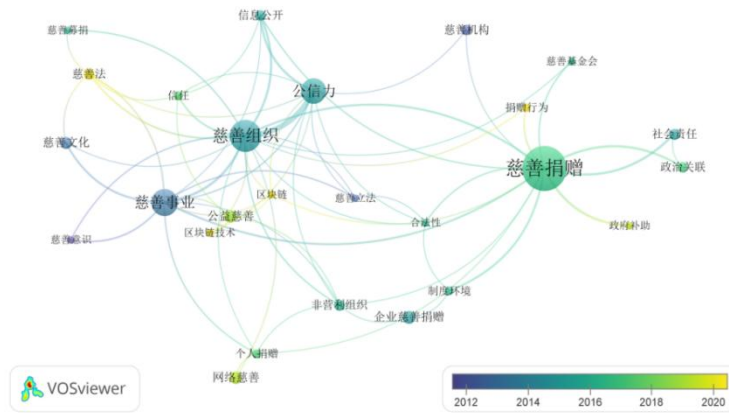 信息公开
慈善募捐
慈善机构
慈善基金会
慈善法
公信力
信任
捐赠行为
慈善组织
社会责任
慈善文化
慈善捐赠
政治关联
区块链
慈善立法
慈善事业
公益慈善
合法性
政府补助
区块链技术
慈善意识
制度环境
非营利组织
企业慈善捐赠
个人捐赠
网络慈善
VOSviewer
2012 2014 2016 2018 2020